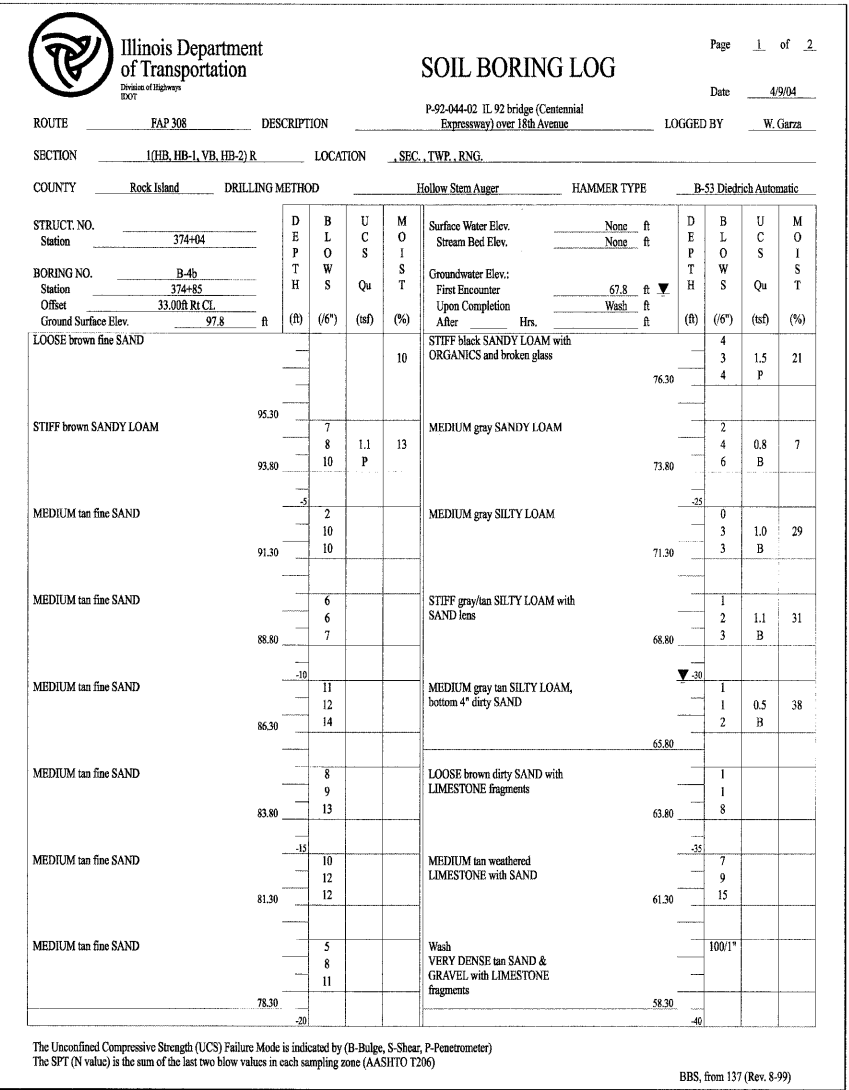 Illinois Department
of Transportation
Division of Highways
IDOT
SOIL BORING LOG
Page 1 of 2
Date 4/9/04
ROUTE FAP 308 DESCRIPTION P-92-044-02 IL 92 bridge (Centennial
Expressway) over 18th Avenue LOGGED BY W. Garza
SECTION 1(HB, HB-1, VB, HB-2) R LOCATION , SEC. , TWP. , RNG.
COUNTY Rock Island DRILLING METHOD Hollow Stem Auger HAMMER TYPE B-53 Diedrich Automatic
STRUCT. NO.
Station 374+04
BORING NO. B-4b
Station 374+85
Offset 33.00ft Rt CL
Ground Surface Elev. 97.8 ft
DEPTH (ft)
BLOWS (/6")
UCS Qu (tsf)
MOIST (%)
LOOSE brown fine SAND
10
95.30
STIFF brown SANDY LOAM 7
8 1.1 13
93.80 10 P
-5
MEDIUM tan fine SAND 2
10
91.30 10
MEDIUM tan fine SAND 6
6
88.80 7
-10
MEDIUM tan fine SAND 11
12
86.30 14
MEDIUM tan fine SAND 8
9
83.80 13
-15
MEDIUM tan fine SAND 10
12
81.30 12
MEDIUM tan fine SAND 5
8
11
78.30
-20
Surface Water Elev. None ft
Stream Bed Elev. None ft
Groundwater Elev.:
First Encounter 67.8 ft ▼
Upon Completion Wash ft
After Hrs. ft
DEPTH (ft)
BLOWS (/6")
UCS Qu (tsf)
MOIST (%)
STIFF black SANDY LOAM with 4
ORGANICS and broken glass 3 1.5 21
76.30 4 P
MEDIUM gray SANDY LOAM 2
4 0.8 7
73.80 6 B
-25
MEDIUM gray SILTY LOAM 0
3 1.0 29
71.30 3 B
STIFF gray/tan SILTY LOAM with 1
SAND lens 2 1.1 31
68.80 3 B
▼ -30
MEDIUM gray tan SILTY LOAM, 1
bottom 4" dirty SAND 1 0.5 38
2 B
65.80
LOOSE brown dirty SAND with 1
LIMESTONE fragments 1
63.80 8
-35
MEDIUM tan weathered 7
LIMESTONE with SAND 9
61.30 15
Wash 100/1"
VERY DENSE tan SAND &
GRAVEL with LIMESTONE
fragments
58.30
-40
The Unconfined Compressive Strength (UCS) Failure Mode is indicated by (B-Bulge, S-Shear, P-Penetrometer)
The SPT (N value) is the sum of the last two blow values in each sampling zone (AASHTO T206)
BBS, from 137 (Rev. 8-99)